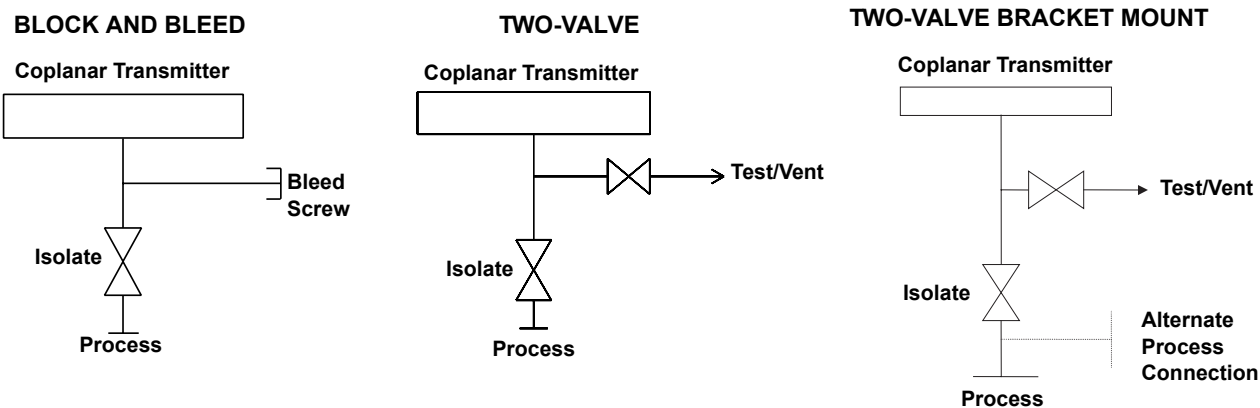 BLOCK AND BLEED
Coplanar Transmitter
Bleed
Screw
Isolate
Process
TWO-VALVE
Coplanar Transmitter
Test/Vent
Isolate
Process
TWO-VALVE BRACKET MOUNT
Coplanar Transmitter
Test/Vent
Isolate
Alternate
Process
Connection
Process